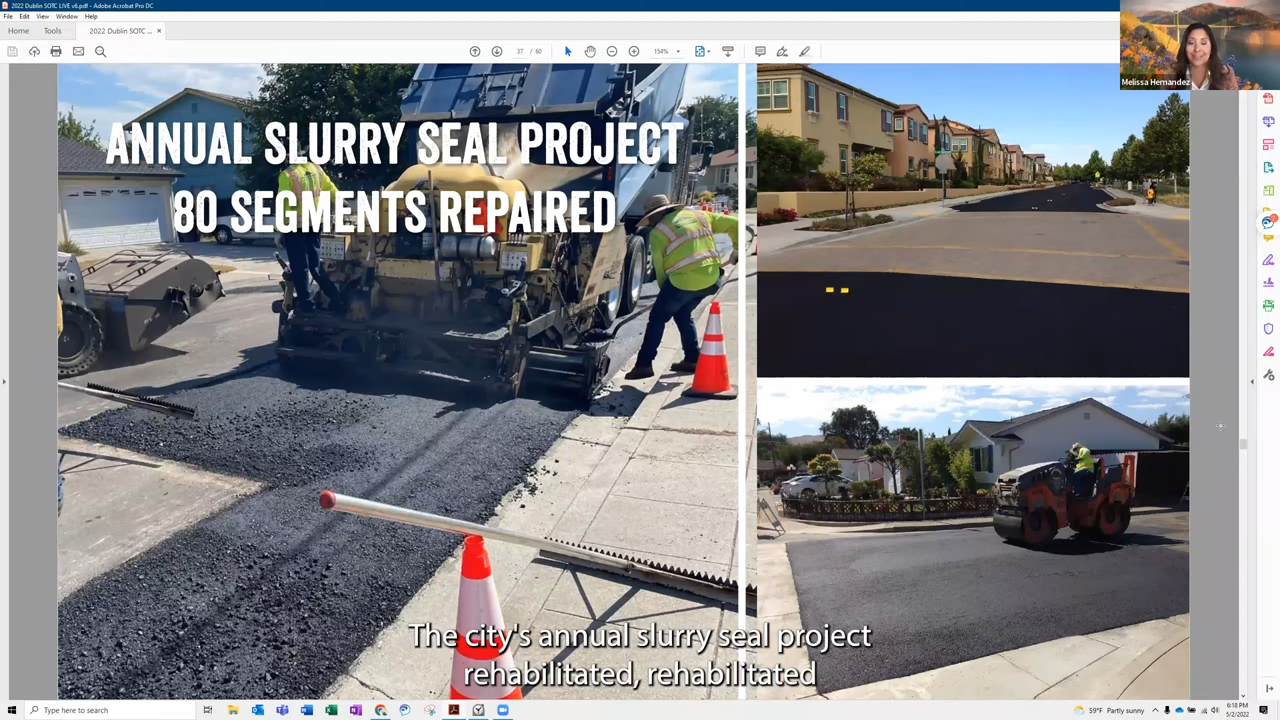 2022 Dublin SOTC LIVE v6.pdf - Adobe Acrobat Pro DC
File Edit View Window Help
Home Tools 2022 Dublin SOTC ... ×
37 / 60 154%
Melissa Hernandez
ANNUAL SLURRY SEAL PROJECT
80 SEGMENTS REPAIRED
The city's annual slurry seal project
rehabilitated, rehabilitated
Type here to search
59°F Partly sunny
6:18 PM
5/2/2022